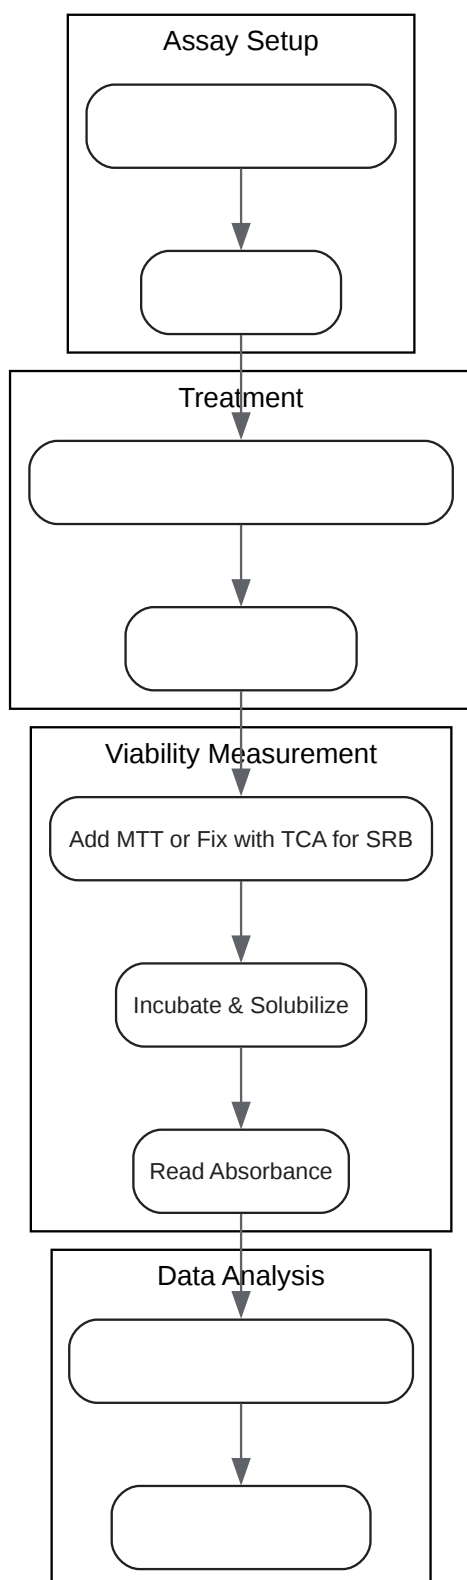 Assay Setup
Treatment
Viability Measurement
Add MTT or Fix with TCA for SRB
Incubate & Solubilize
Read Absorbance
Data Analysis